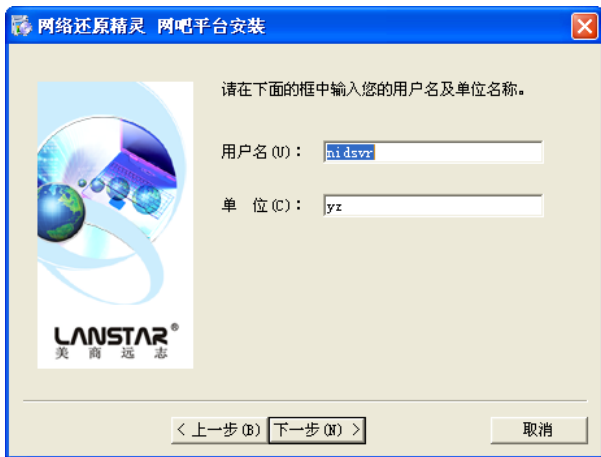 网络还原精灵 网吧平台安装
请在下面的框中输入您的用户名及单位名称。
用户名(U)： nidsvr
单 位(C)： yz
LANSTAR®
美商远志
< 上一步(B) 下一步(N) > 取消